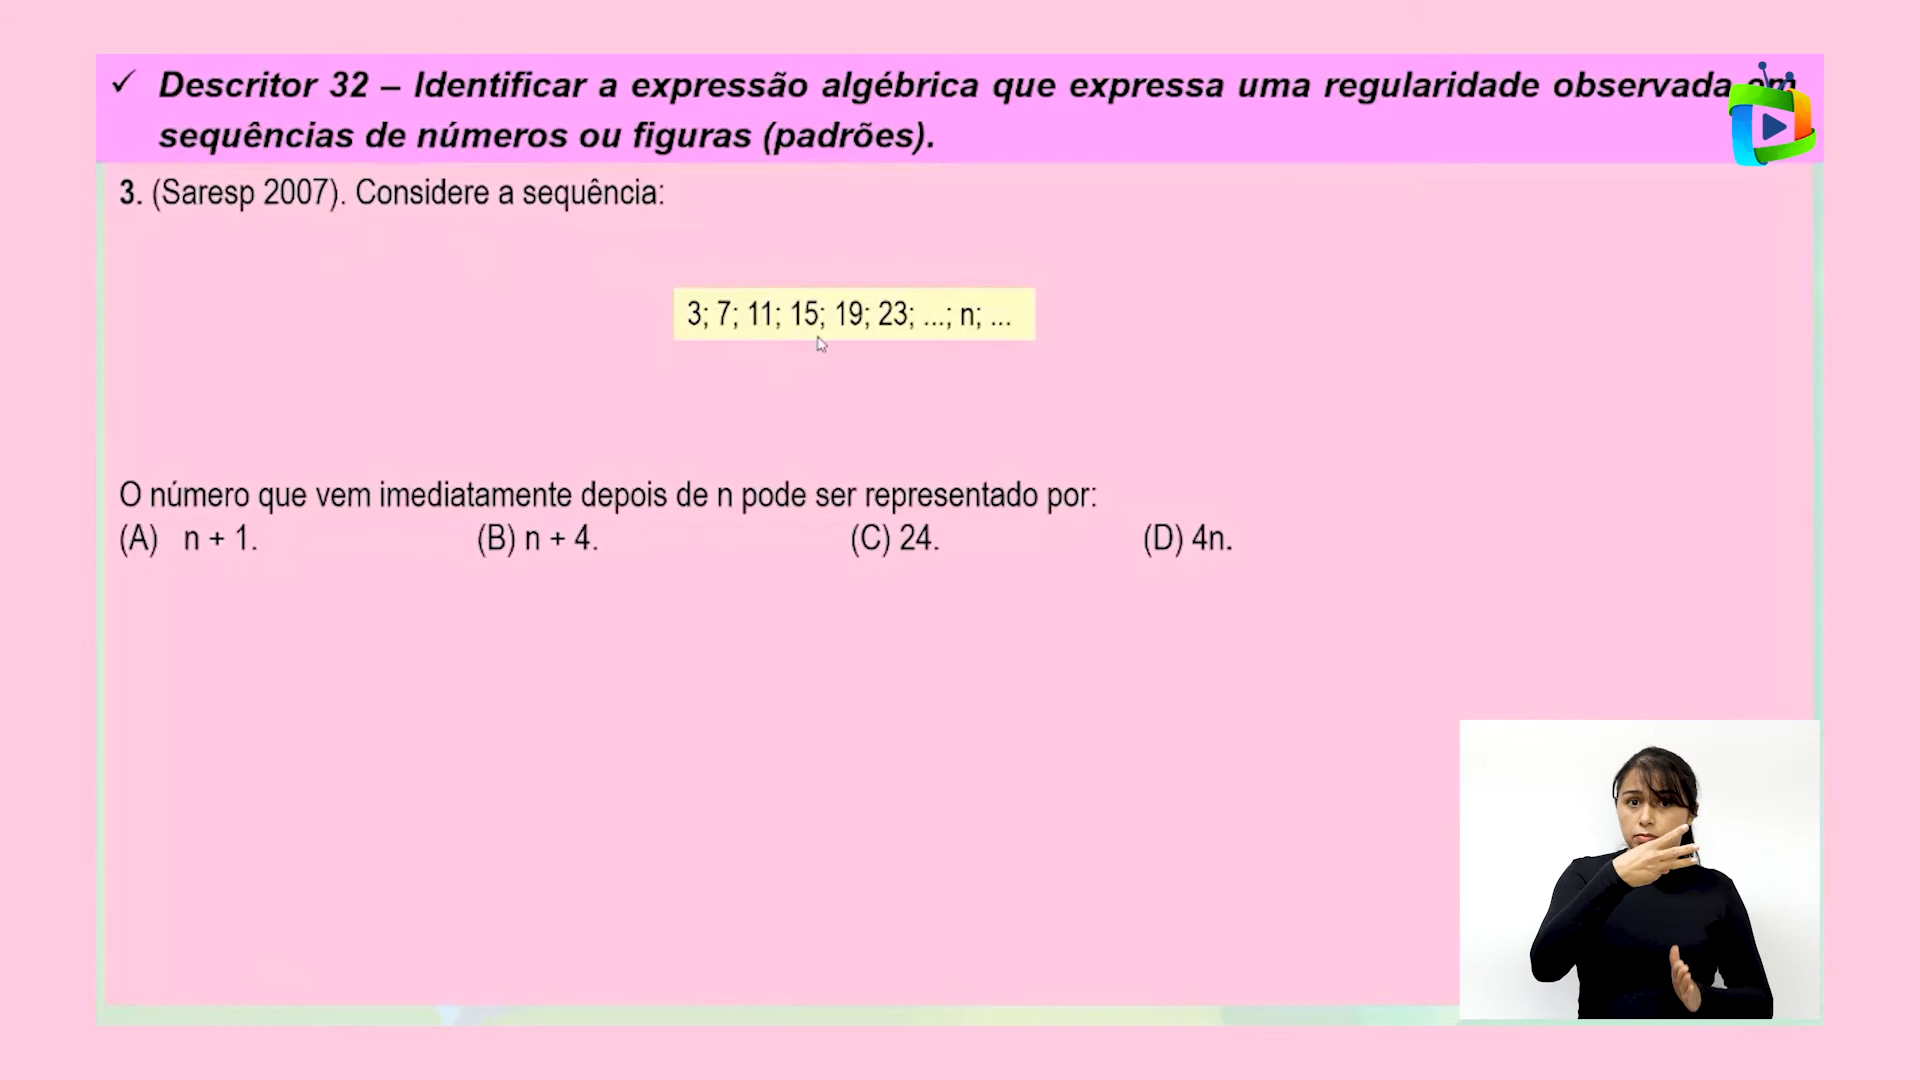 ✓ Descritor 32 – Identificar a expressão algébrica que expressa uma regularidade observada em
sequências de números ou figuras (padrões).
3. (Saresp 2007). Considere a sequência:
3; 7; 11; 15; 19; 23; ...; n; ...
O número que vem imediatamente depois de n pode ser representado por:
(A) n + 1. (B) n + 4. (C) 24. (D) 4n.